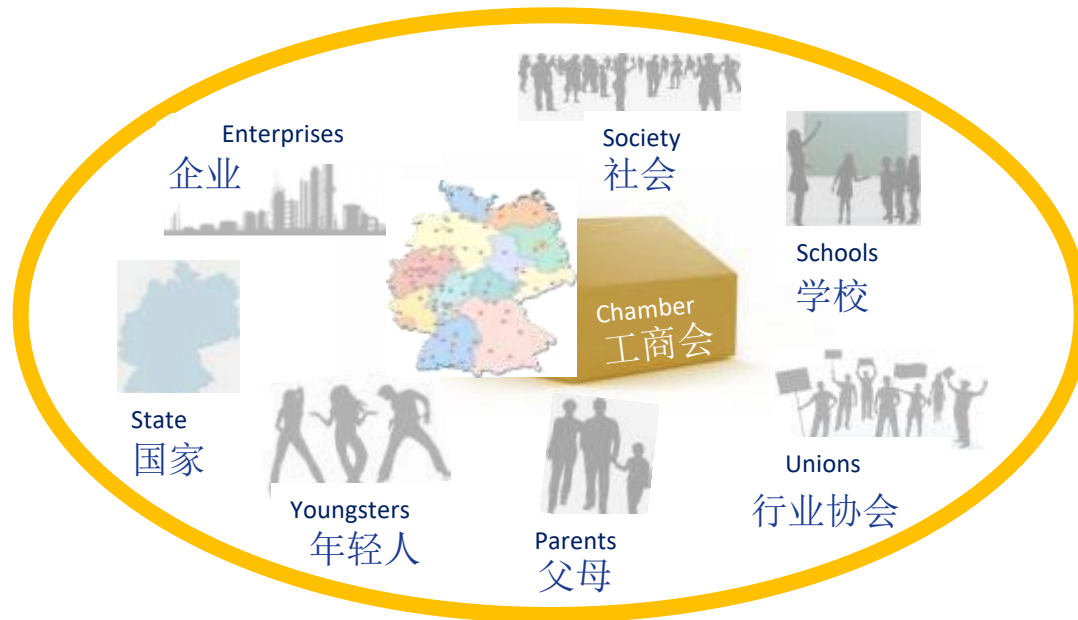 Enterprises
企业
Society
社会
Schools
学校
Chamber
工商会
State
国家
Youngsters
年轻人
Parents
父母
Unions
行业协会